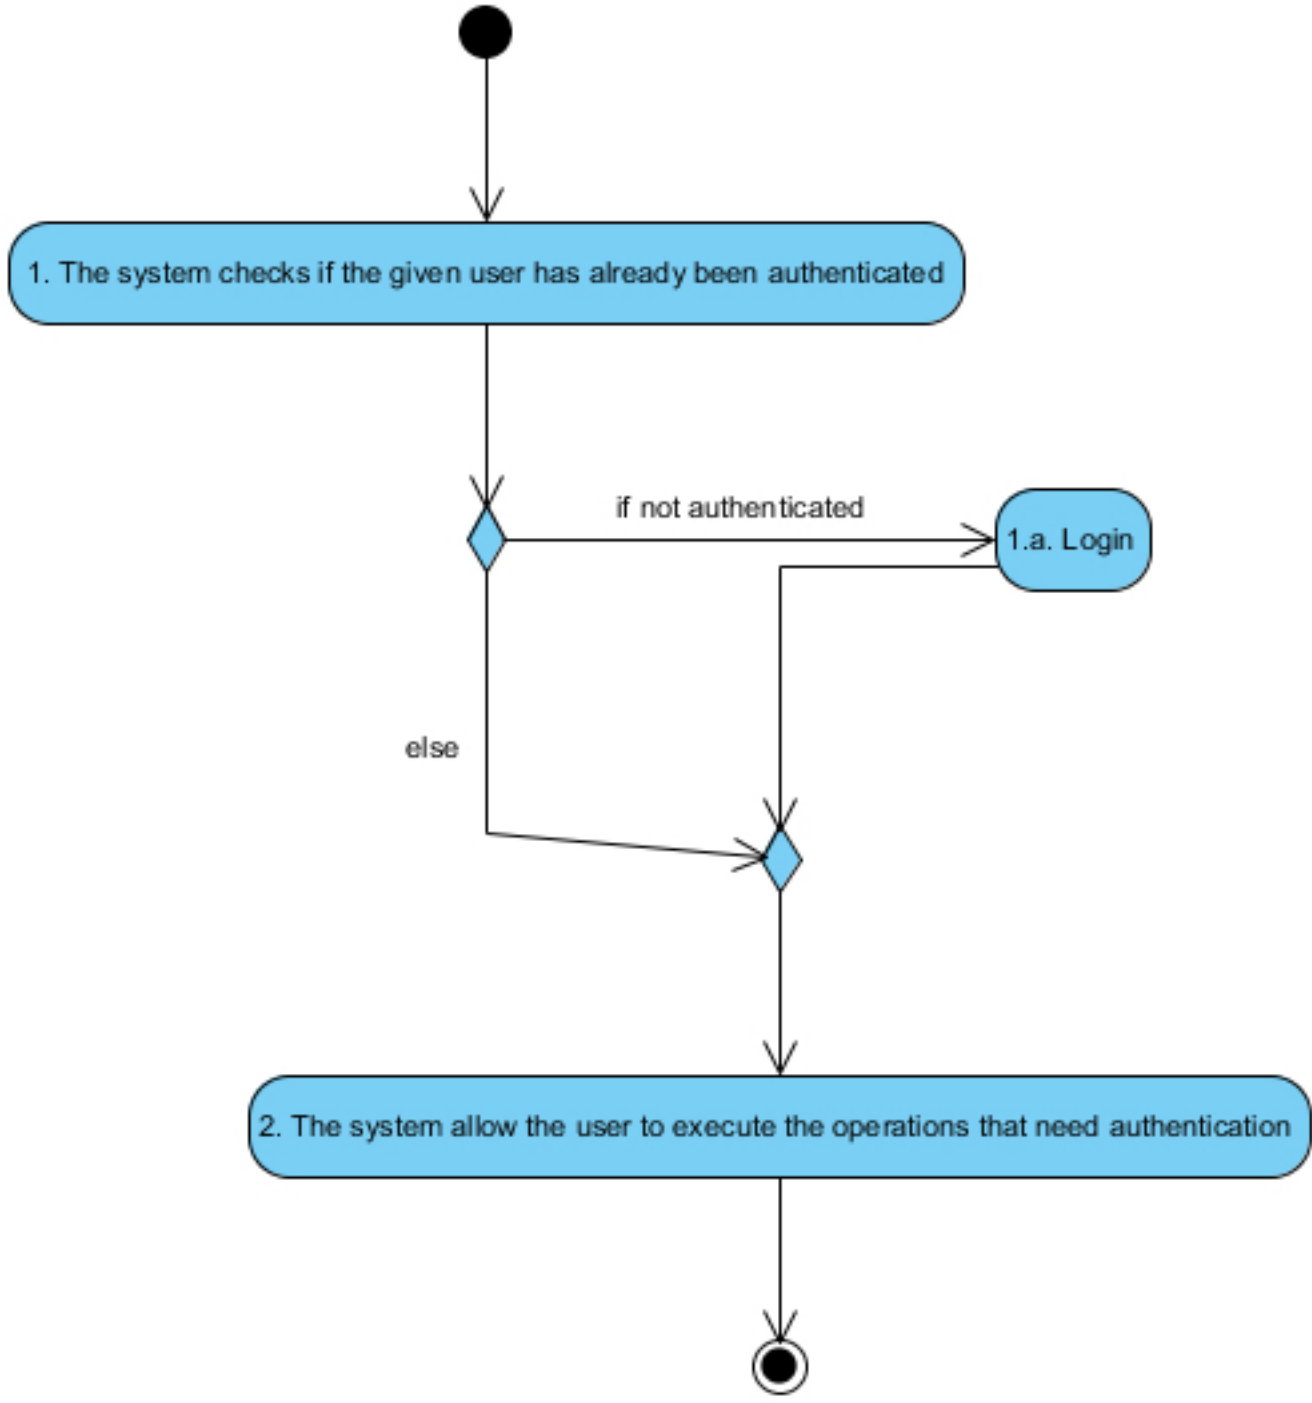 1. The system checks if the given user has already been authenticated
if not authenticated
1.a. Login
else
2. The system allow the user to execute the operations that need authentication